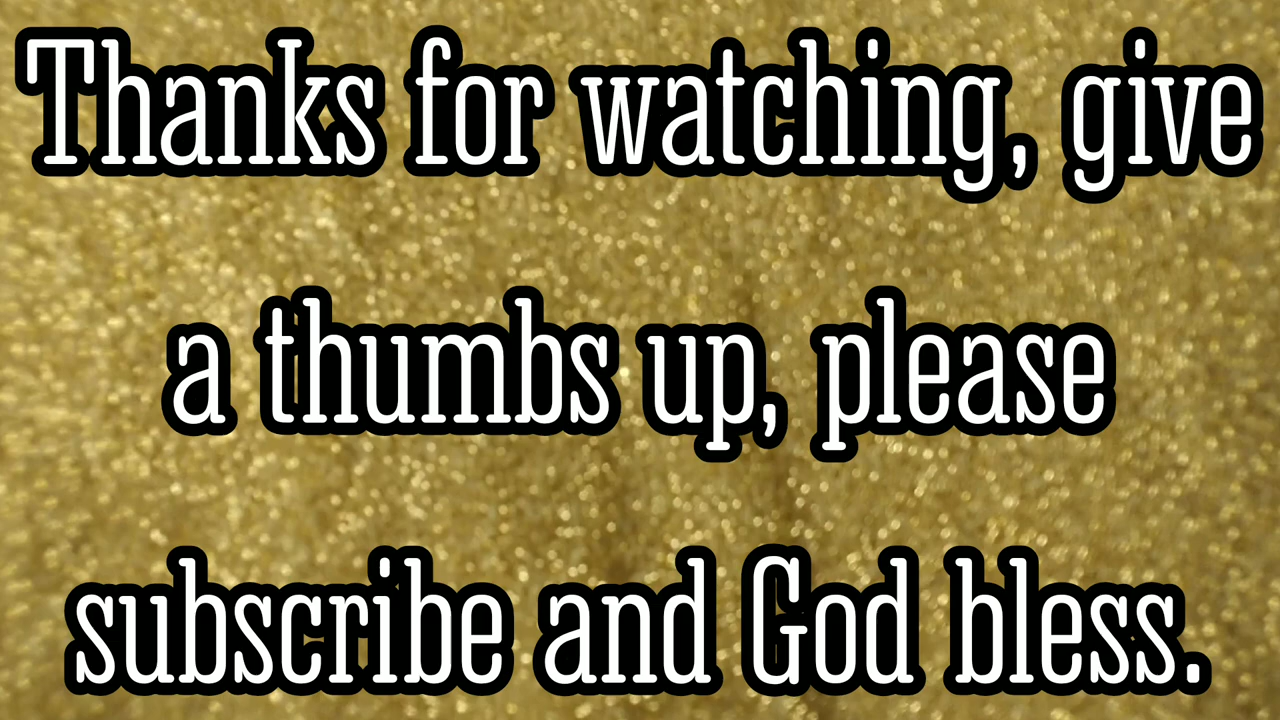 Thanks for watching, give
a thumbs up, please
subscribe and God bless.